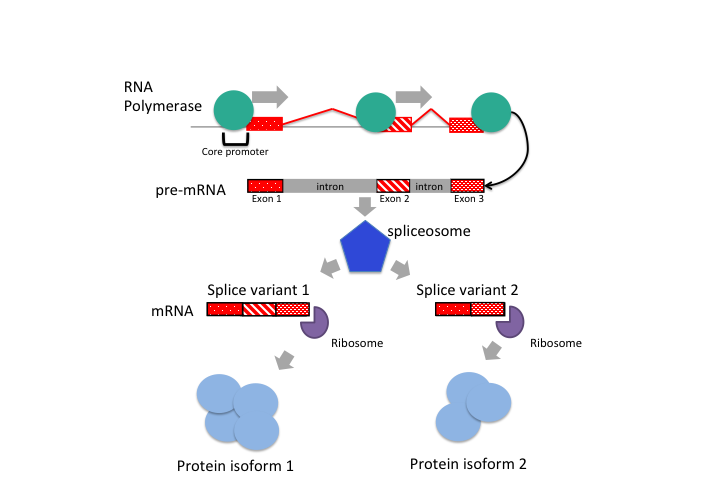 RNA
Polymerase
Core promoter
pre-mRNA
intron
intron
Exon 1
Exon 2
Exon 3
spliceosome
Splice variant 1
Splice variant 2
mRNA
Ribosome
Ribosome
Protein isoform 1
Protein isoform 2